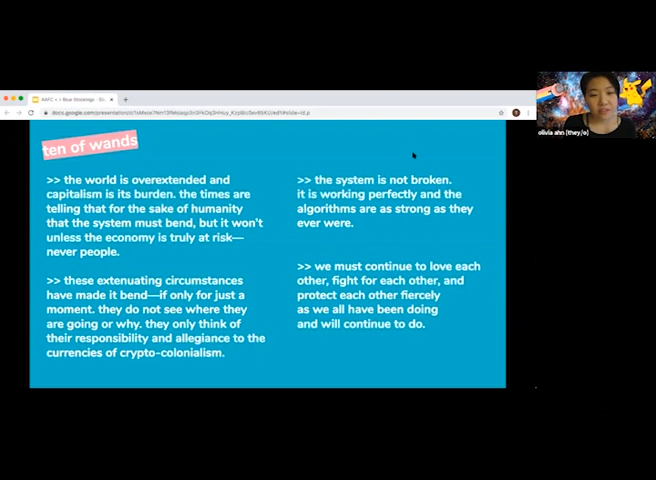 AAFC + > Blue Stockings - Sl
ten of wands
>> the world is overextended and
capitalism is its burden. the times are
telling that for the sake of humanity
that the system must bend, but it won't
unless the economy is truly at risk—
never people.
>> these extenuating circumstances
have made it bend—if only for just a
moment. they do not see where they
are going or why. they only think of
their responsibility and allegiance to the
currencies of crypto-colonialism.
>> the system is not broken.
it is working perfectly and the
algorithms are as strong as they
ever were.
>> we must continue to love each
other, fight for each other, and
protect each other fiercely
as we all have been doing
and will continue to do.
olivia ahn (they/o)